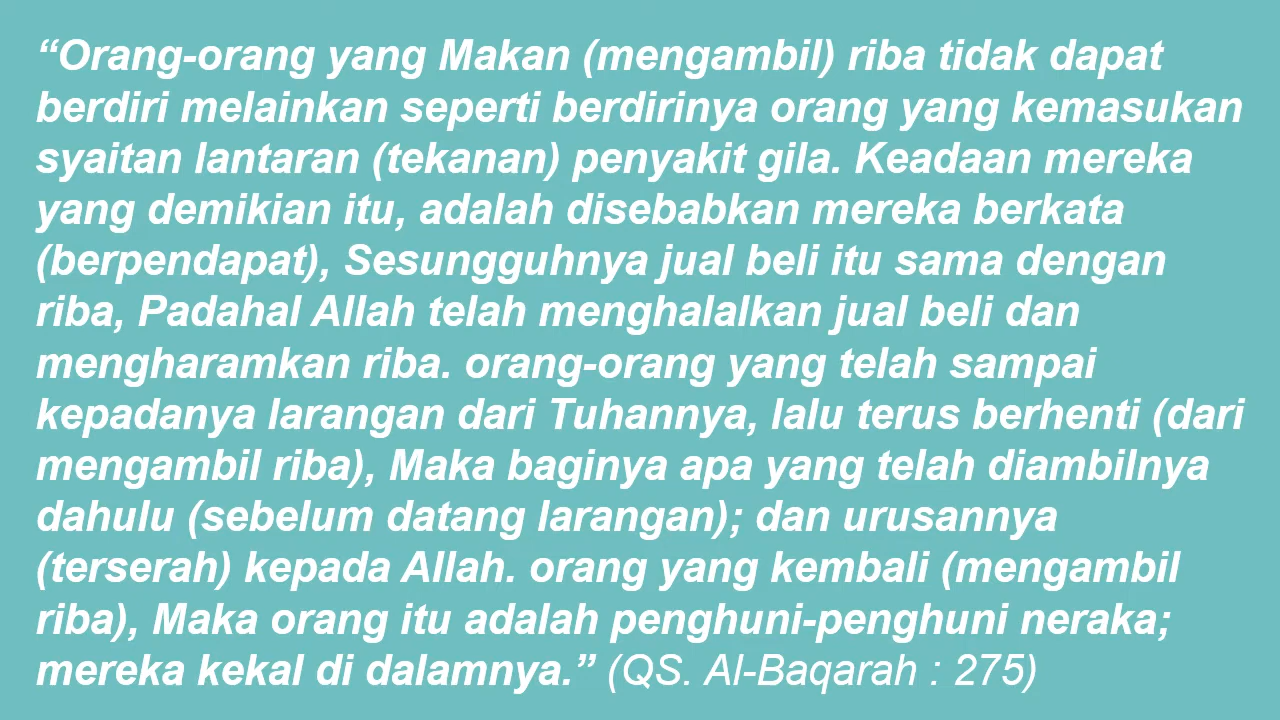 “Orang-orang yang Makan (mengambil) riba tidak dapat
berdiri melainkan seperti berdirinya orang yang kemasukan
syaitan lantaran (tekanan) penyakit gila. Keadaan mereka
yang demikian itu, adalah disebabkan mereka berkata
(berpendapat), Sesungguhnya jual beli itu sama dengan
riba, Padahal Allah telah menghalalkan jual beli dan
mengharamkan riba. orang-orang yang telah sampai
kepadanya larangan dari Tuhannya, lalu terus berhenti (dari
mengambil riba), Maka baginya apa yang telah diambilnya
dahulu (sebelum datang larangan); dan urusannya
(terserah) kepada Allah. orang yang kembali (mengambil
riba), Maka orang itu adalah penghuni-penghuni neraka;
mereka kekal di dalamnya.” (QS. Al-Baqarah : 275)